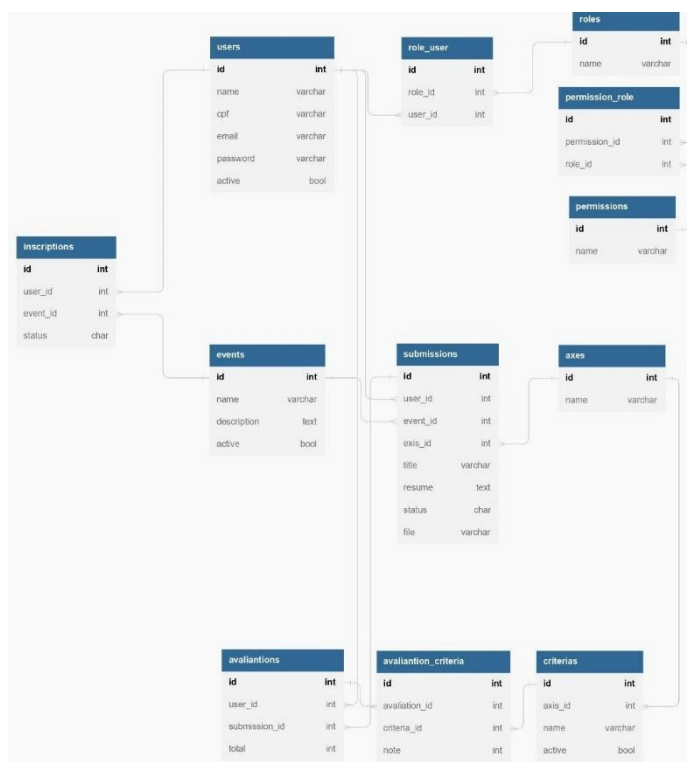 roles
id int
name varchar
users
id int
name varchar
cpf varchar
email varchar
password varchar
active bool
role_user
id int
role_id int
user_id int
permission_role
id int
permission_id int
role_id int
permissions
id int
name varchar
inscriptions
id int
user_id int
event_id int
status char
events
id int
name varchar
description text
active bool
submissions
id int
user_id int
event_id int
exis_id int
title varchar
resume text
status char
file varchar
axes
id int
name varchar
avaliantions
id int
user_id int
submission_id int
total int
avaliantion_criteria
id int
avaliation_id int
criteria_id int
note int
criterias
id int
axis_id int
name varchar
active bool